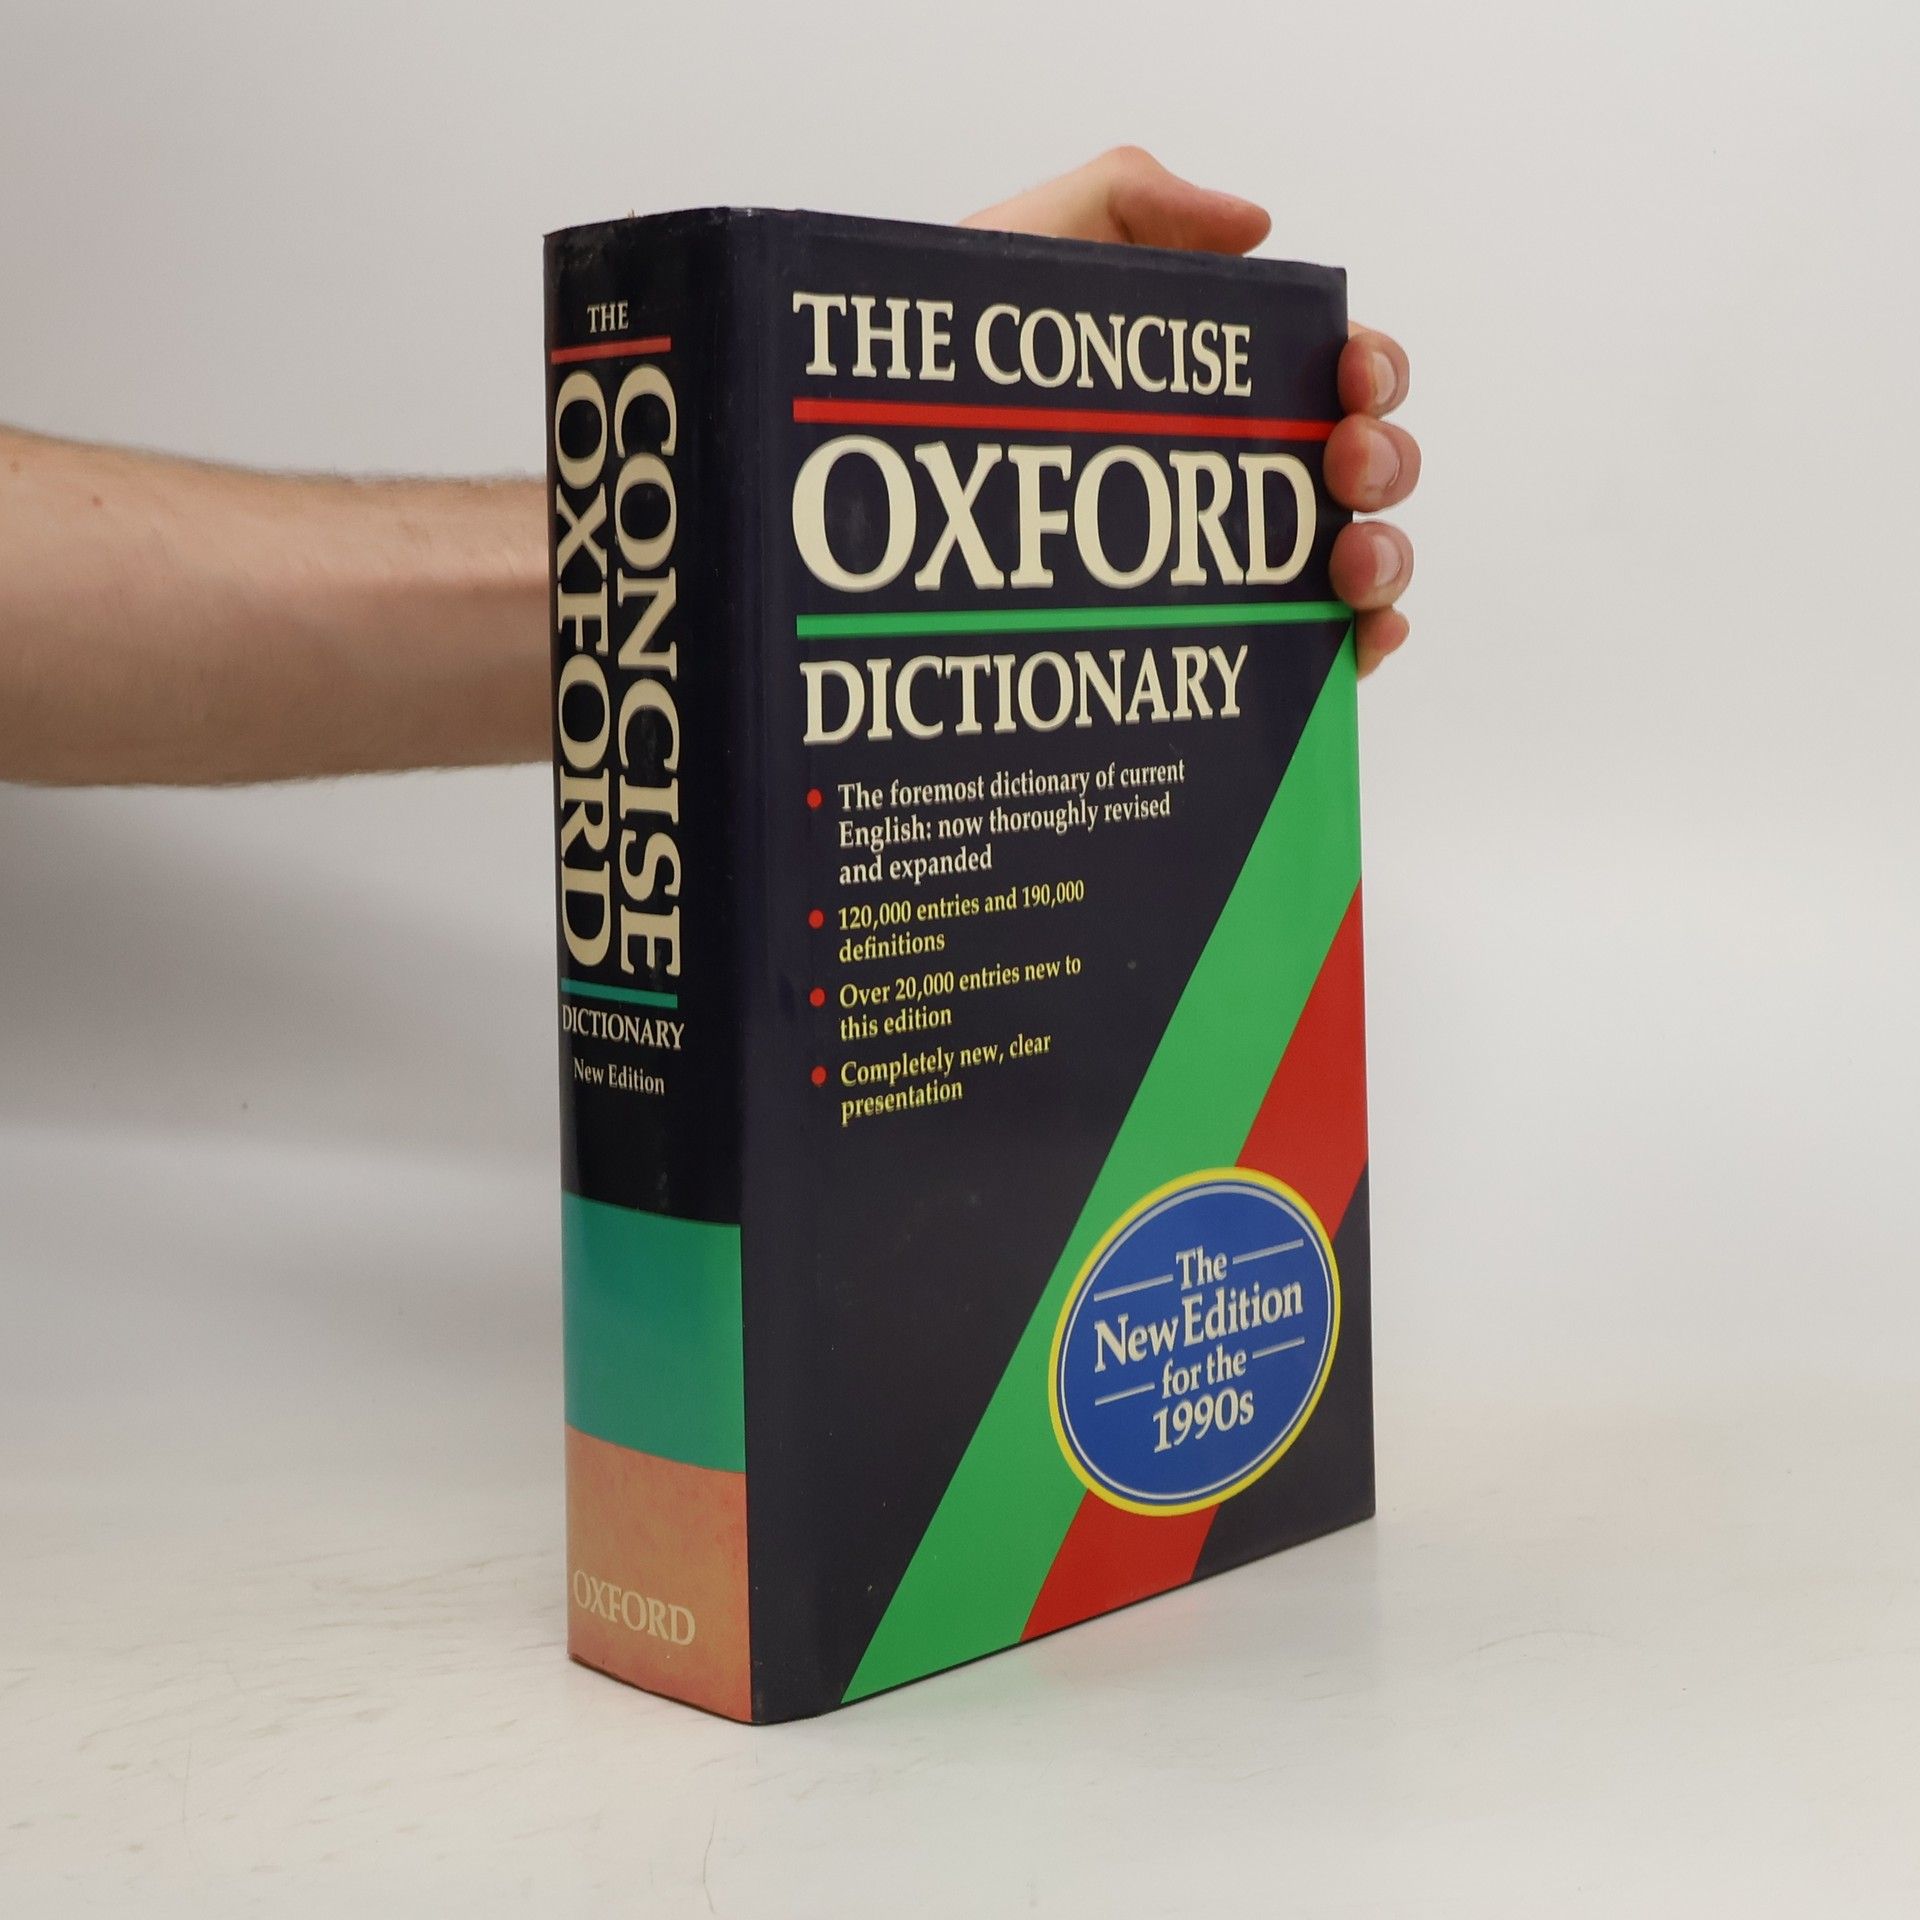 THE
CONCISE
OXFORD
DICTIONARY
New Edition
OXFORD
THE CONCISE
OXFORD
DICTIONARY
• The foremost dictionary of current
English: now thoroughly revised
and expanded
• 120,000 entries and 190,000
definitions
• Over 20,000 entries new to
this edition
• Completely new, clear
presentation
The
New Edition
for the
1990s